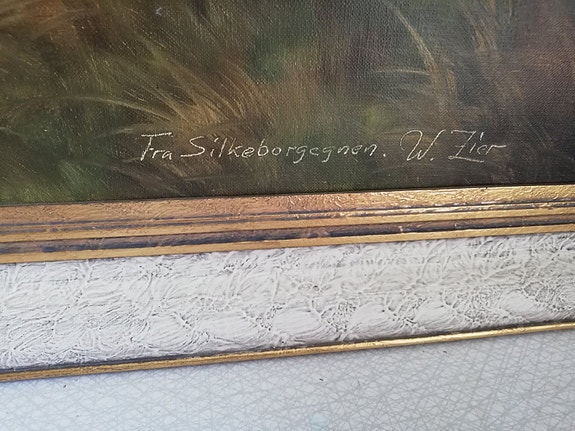 Fra Silkeborgegnen. W. Zier